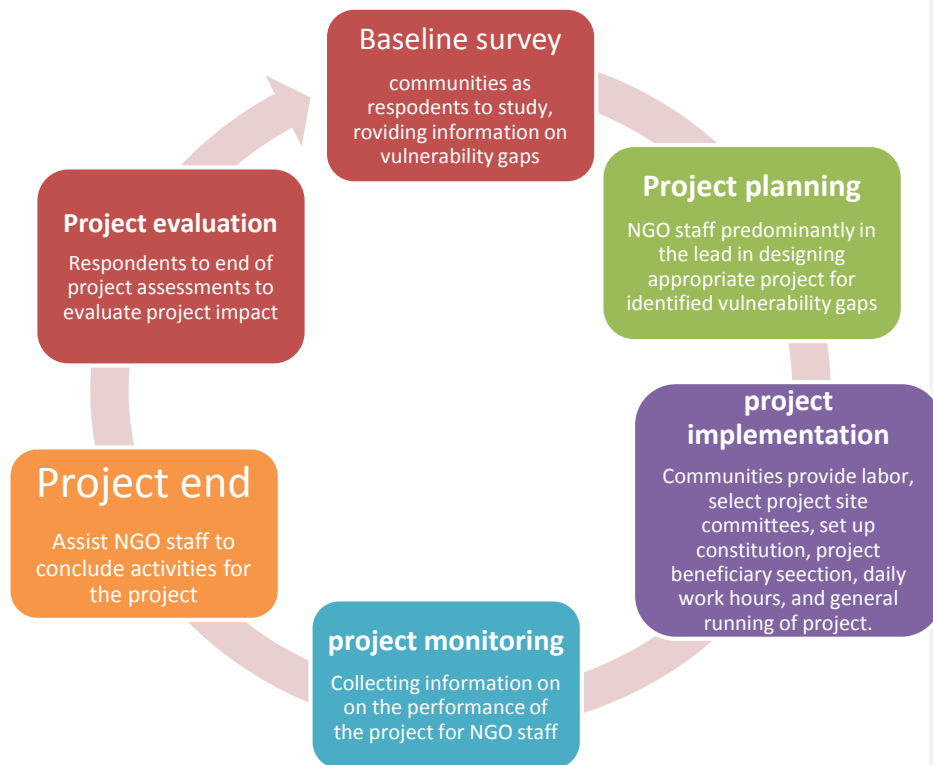 Baseline survey
communities as
respodents to study,
roviding information on
vulnerability gaps
Project planning
NGO staff predominantly in
the lead in designing
appropriate project for
identified vulnerability gaps
project
implementation
Communities provide labor,
select project site
committees, set up
constitution, project
beneficiary seection, daily
work hours, and general
running of project.
project monitoring
Collecting information on
on the performance of
the project for NGO staff
Project end
Assist NGO staff to
conclude activities for
the project
Project evaluation
Respondents to end of
project assessments to
evaluate project impact